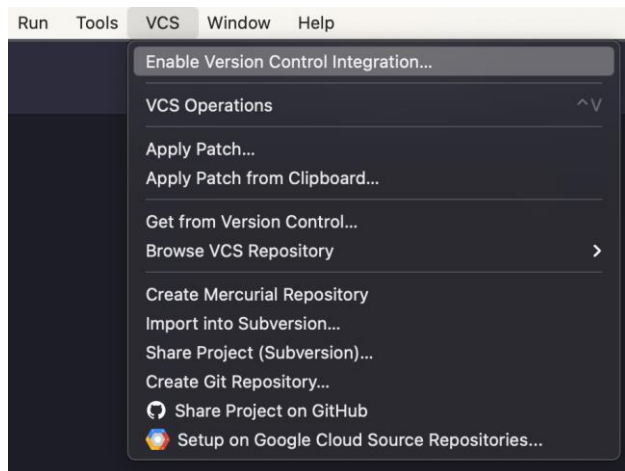 Run Tools VCS Window Help
Enable Version Control Integration...
VCS Operations ^V
Apply Patch...
Apply Patch from Clipboard...
Get from Version Control...
Browse VCS Repository >
Create Mercurial Repository
Import into Subversion...
Share Project (Subversion)...
Create Git Repository...
Share Project on GitHub
Setup on Google Cloud Source Repositories...